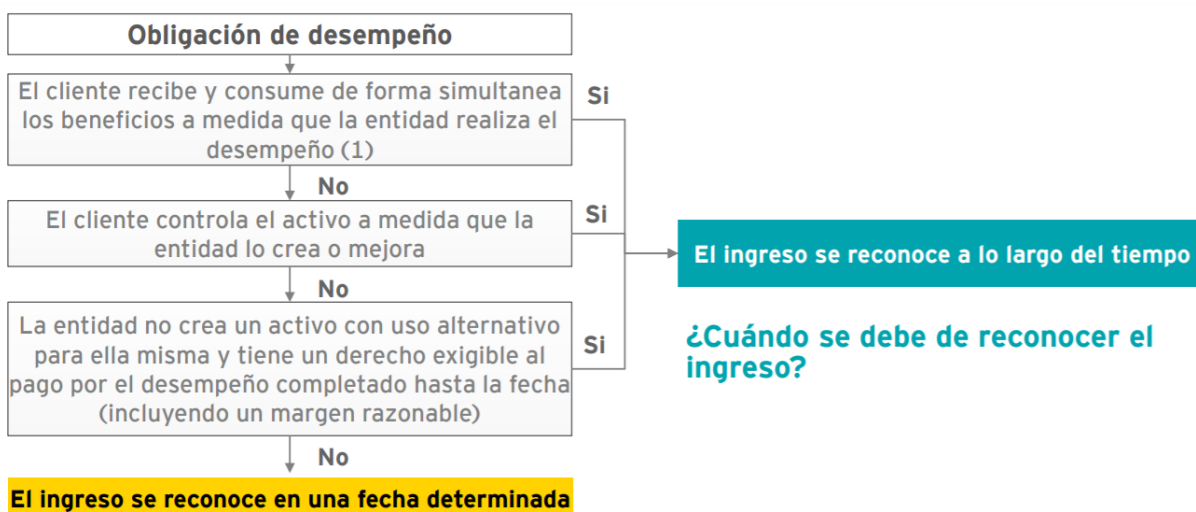 Obligación de desempeño
El cliente recibe y consume de forma simultanea
los beneficios a medida que la entidad realiza el
desempeño (1)
Si
No
El cliente controla el activo a medida que la
entidad lo crea o mejora
Si
El ingreso se reconoce a lo largo del tiempo
No
La entidad no crea un activo con uso alternativo
para ella misma y tiene un derecho exigible al
pago por el desempeño completado hasta la fecha
(incluyendo un margen razonable)
Si
¿Cuándo se debe de reconocer el
ingreso?
No
El ingreso se reconoce en una fecha determinada